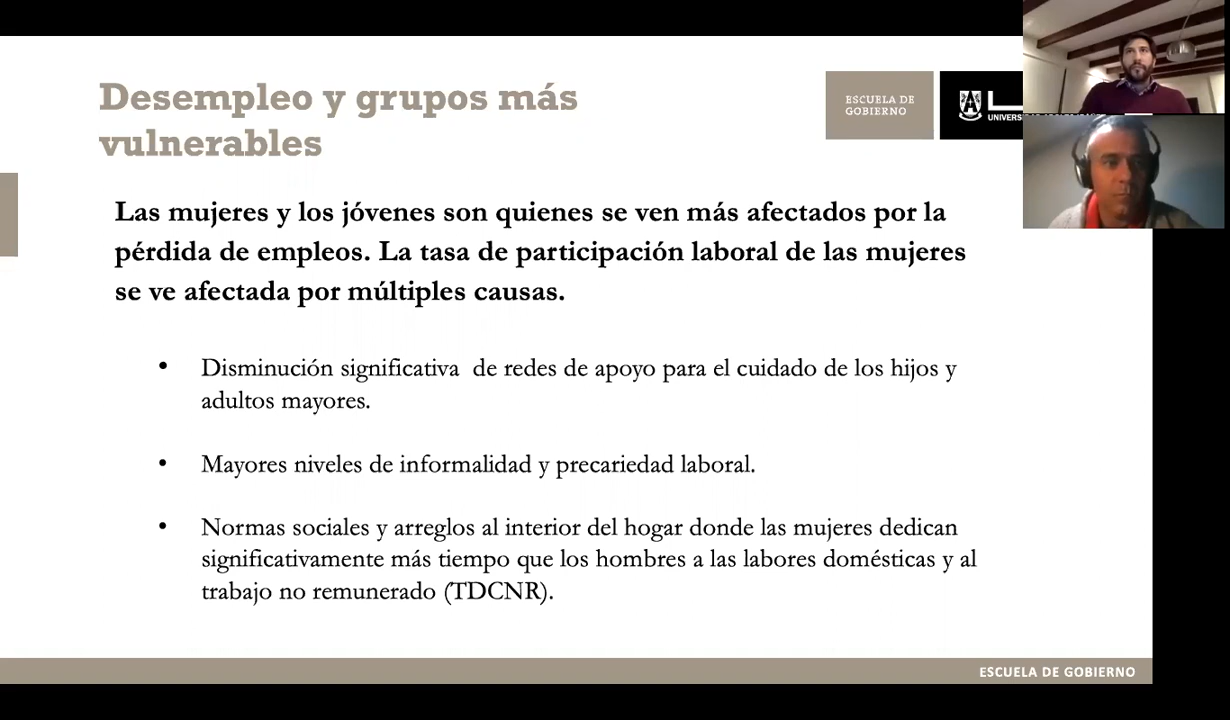 Desempleo y grupos más
vulnerables
ESCUELA DE
GOBIERNO
Las mujeres y los jóvenes son quienes se ven más afectados por la
pérdida de empleos. La tasa de participación laboral de las mujeres
se ve afectada por múltiples causas.
• Disminución significativa de redes de apoyo para el cuidado de los hijos y
adultos mayores.
• Mayores niveles de informalidad y precariedad laboral.
• Normas sociales y arreglos al interior del hogar donde las mujeres dedican
significativamente más tiempo que los hombres a las labores domésticas y al
trabajo no remunerado (TDCNR).
ESCUELA DE GOBIERNO